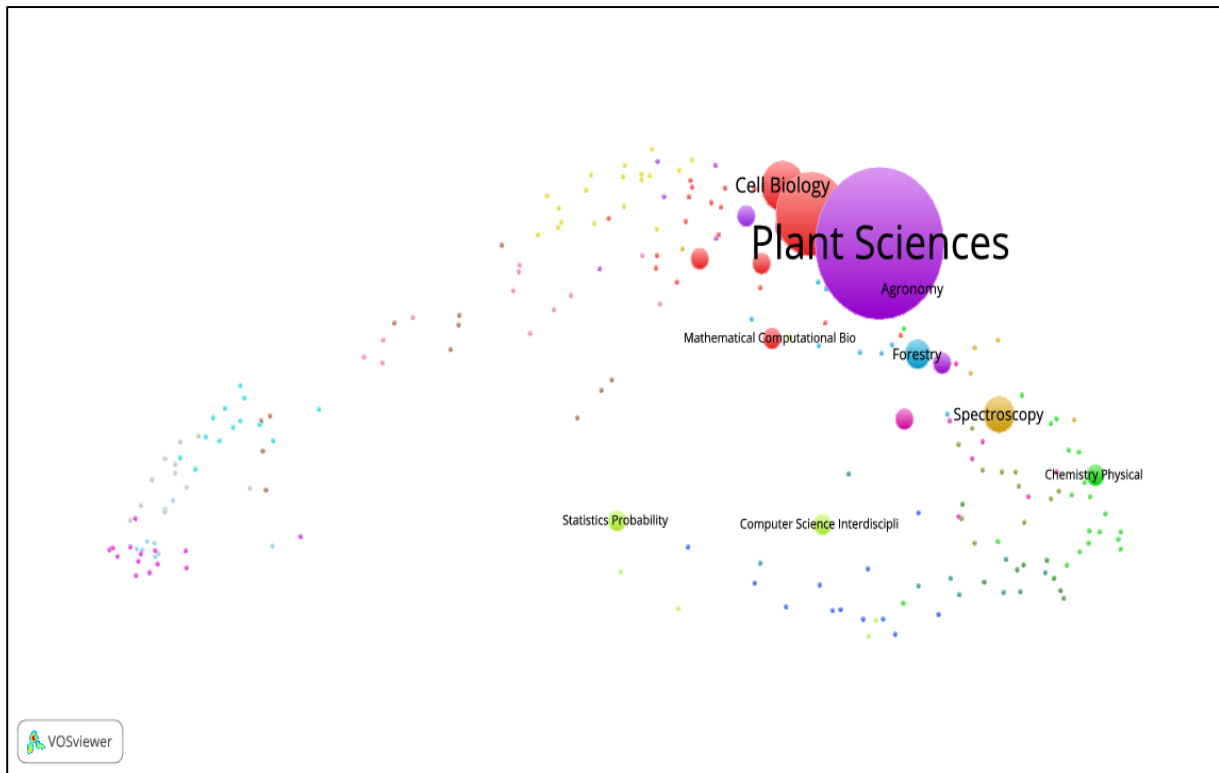 Cell Biology
Plant Sciences
Agronomy
Mathematical Computational Bio
Forestry
Spectroscopy
Chemistry Physical
Statistics Probability
Computer Science Interdiscipli
VOSviewer